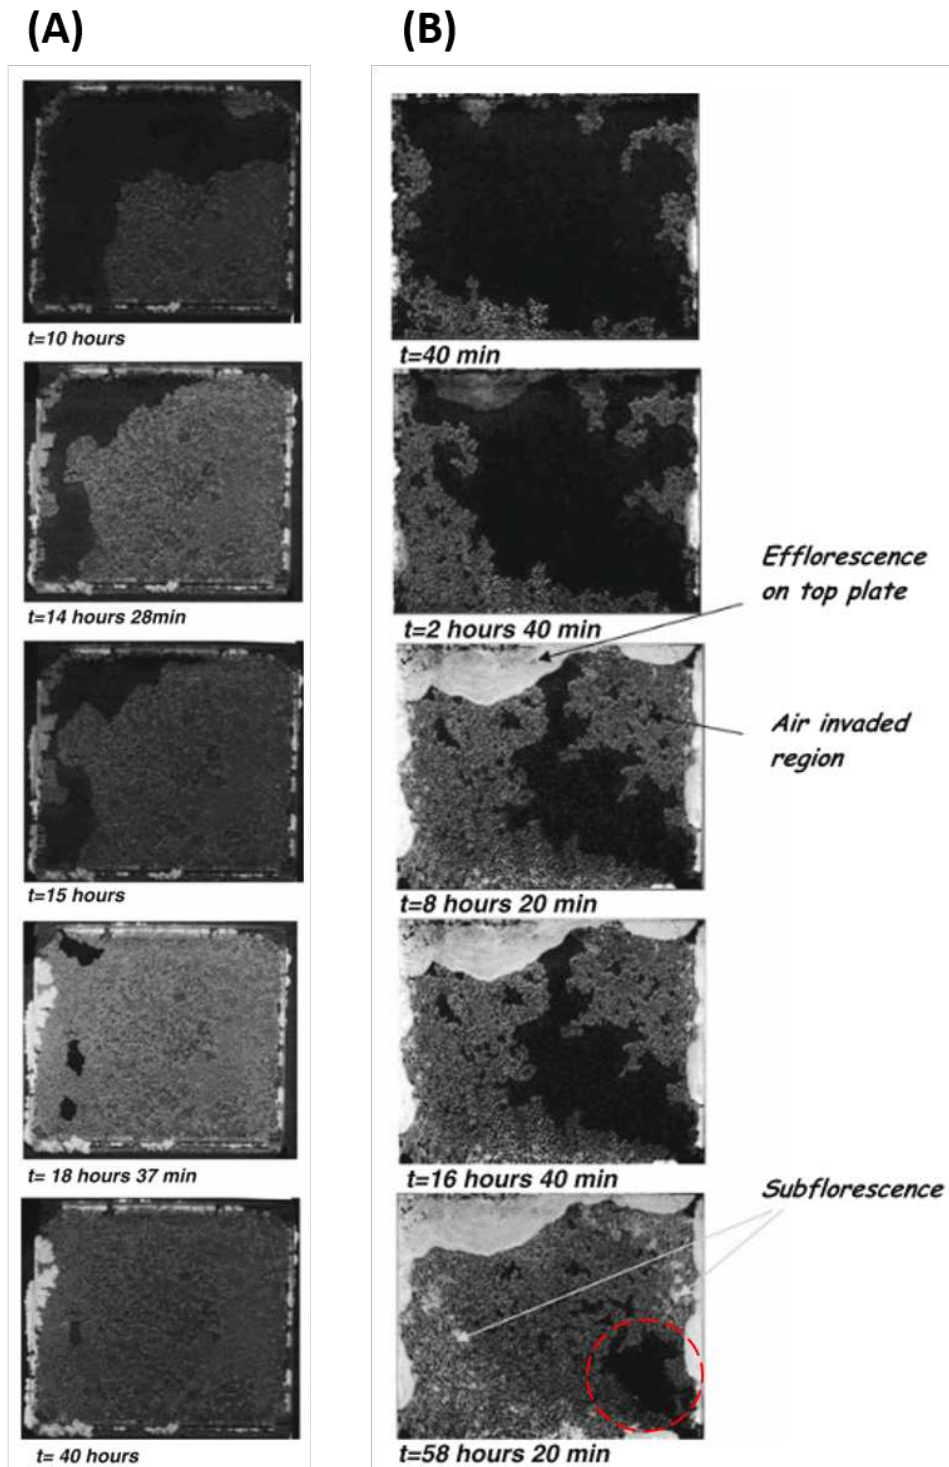 (A)
t=10 hours
t=14 hours 28min
t=15 hours
t= 18 hours 37 min
t= 40 hours
(B)
t=40 min
t=2 hours 40 min
Efflorescence
on top plate
Air invaded
region
t=8 hours 20 min
t=16 hours 40 min
Subflorescence
t=58 hours 20 min